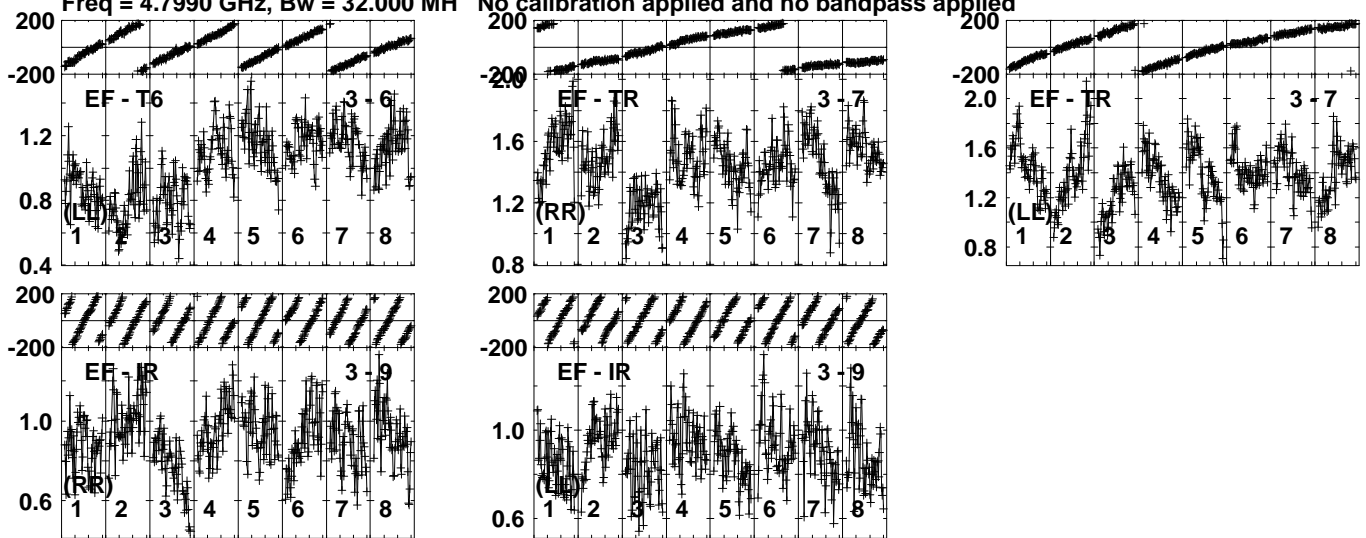 Freq = 4.7990 GHz, Bw = 32.000 MH No calibration applied and no bandpass applied
200
-200
EF - T6 3 - 6
1.2
0.8
0.4
(LL)
1 2 3 4 5 6 7 8
200
-200
2.0
EF - TR 3 - 7
1.6
1.2
0.8
(RR)
1 2 3 4 5 6 7 8
200
-200
2.0
EF - TR 3 - 7
1.6
1.2
0.8
(LL)
1 2 3 4 5 6 7 8
200
-200
EF - IR 3 - 9
1.0
0.6
(RR)
1 2 3 4 5 6 7 8
200
-200
EF - IR 3 - 9
1.0
0.6
(LL)
1 2 3 4 5 6 7 8